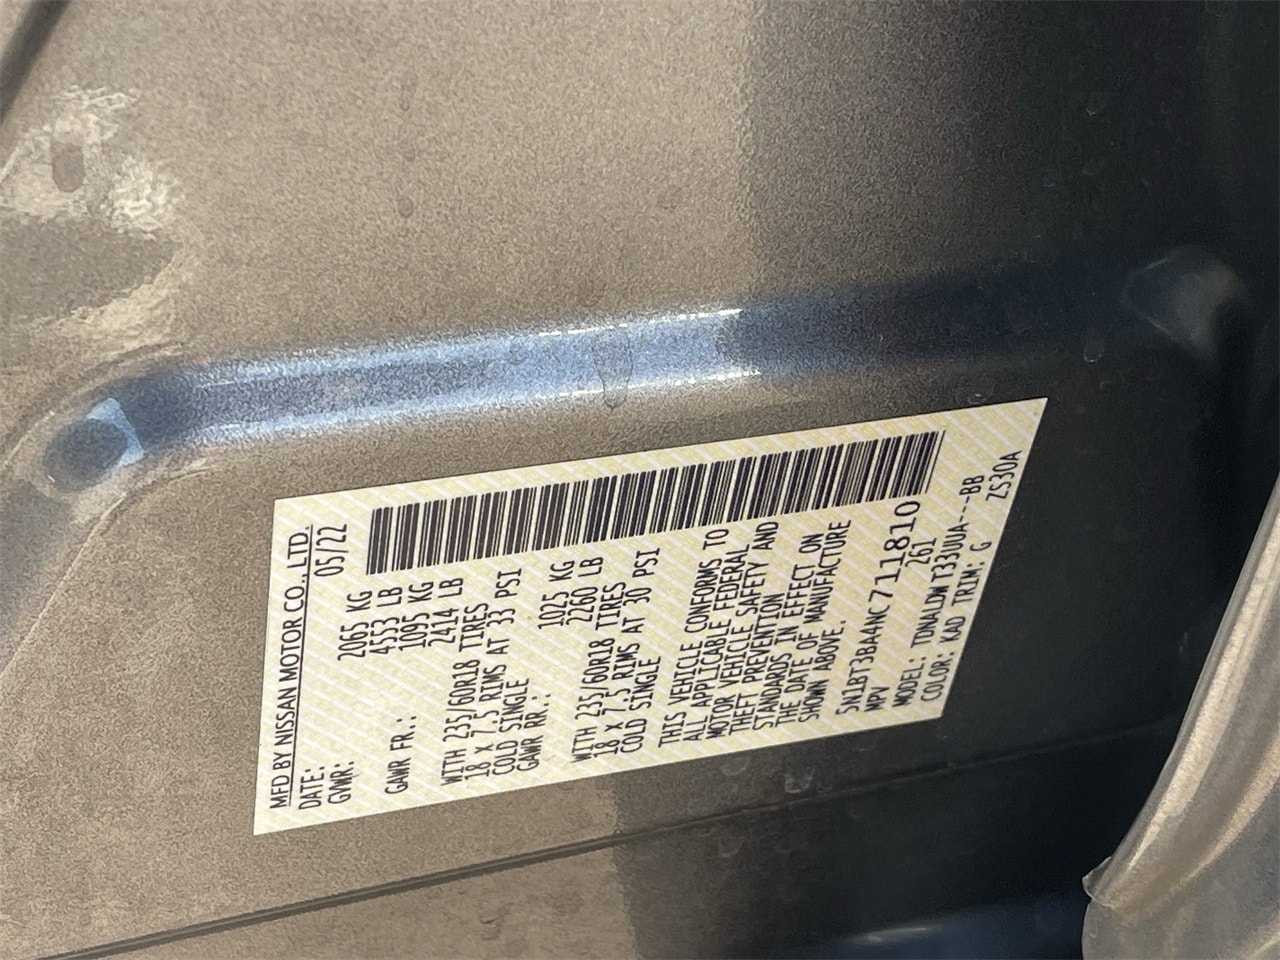 MFD BY NISSAN MOTOR CO., LTD.
DATE: 05/22
GVWR: 2065 KG
4553 LB
GAWR FR.: 1095 KG
2414 LB
WITH 235/60R18 TIRES
18 X 7.5 RIMS AT 33 PSI
COLD SINGLE
GAWR RR.: 1025 KG
2260 LB
WITH 235/60R18 TIRES
18 X 7.5 RIMS AT 30 PSI
COLD SINGLE
THIS VEHICLE CONFORMS TO
ALL APPLICABLE FEDERAL
MOTOR VEHICLE SAFETY AND
THEFT PREVENTION
STANDARDS IN EFFECT ON
THE DATE OF MANUFACTURE
SHOWN ABOVE.
5N1BT3BA4NC711810
MPV 261
MODEL: TDNALDWT33UUA---BB
COLOR: KAD TRIM: G ZS30A